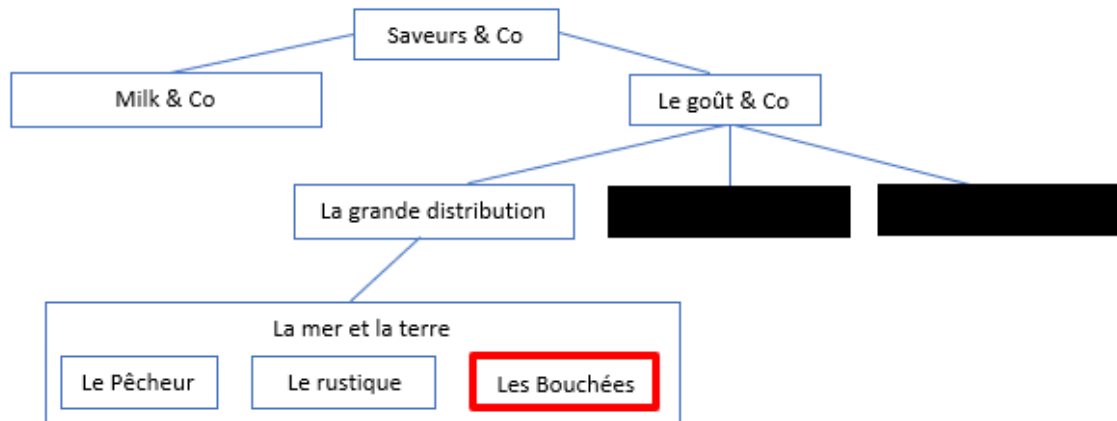 Saveurs & Co
Milk & Co
Le goût & Co
La grande distribution
La mer et la terre
Le Pêcheur
Le rustique
Les Bouchées